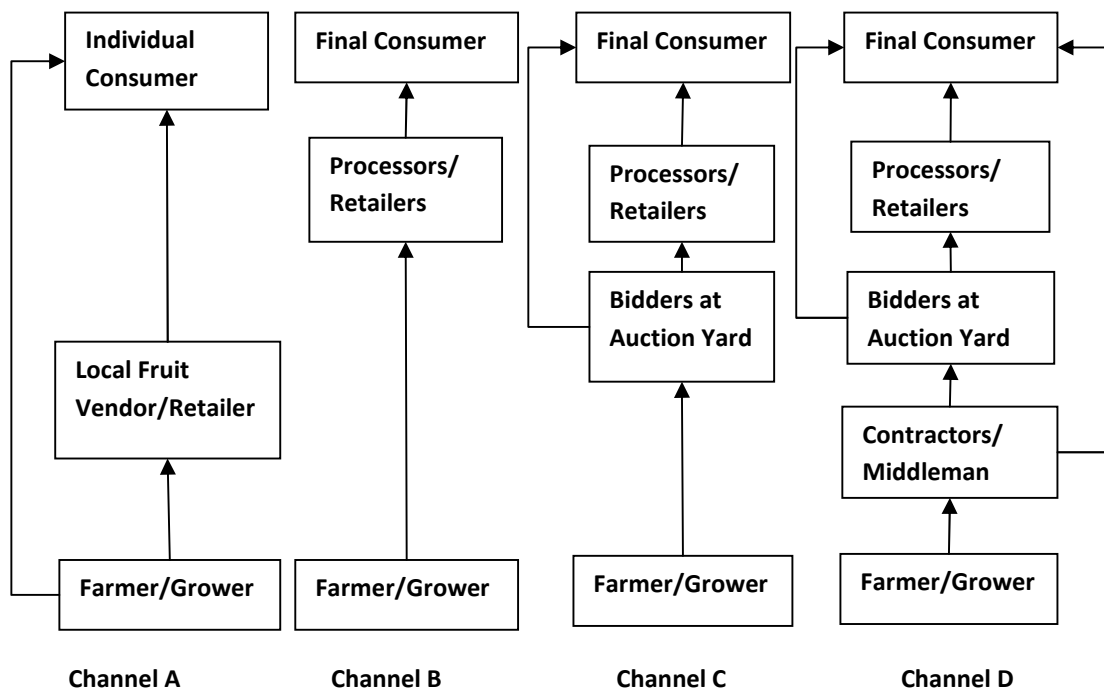 Individual
Consumer
Local Fruit
Vendor/Retailer
Farmer/Grower
Channel A
Final Consumer
Processors/
Retailers
Farmer/Grower
Channel B
Final Consumer
Processors/
Retailers
Bidders at
Auction Yard
Farmer/Grower
Channel C
Final Consumer
Processors/
Retailers
Bidders at
Auction Yard
Contractors/
Middleman
Farmer/Grower
Channel D